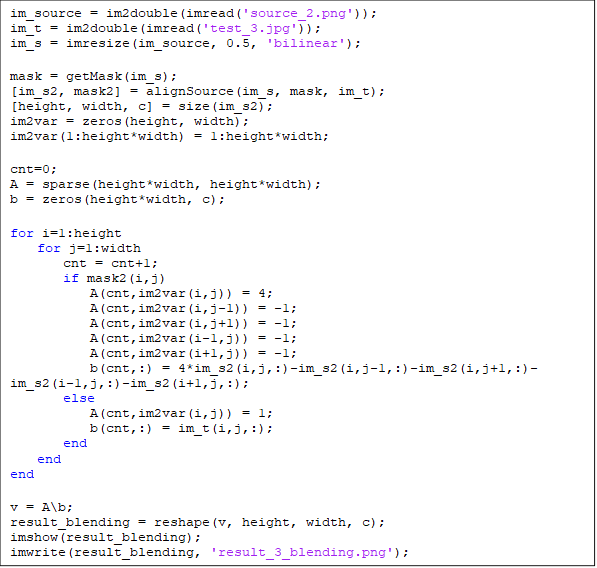 im_source = im2double(imread('source_2.png'));
im_t = im2double(imread('test_3.jpg'));
im_s = imresize(im_source, 0.5, 'bilinear');

mask = getMask(im_s);
[im_s2, mask2] = alignSource(im_s, mask, im_t);
[height, width, c] = size(im_s2);
im2var = zeros(height, width);
im2var(1:height*width) = 1:height*width;

cnt=0;
A = sparse(height*width, height*width);
b = zeros(height*width, c);

for i=1:height
    for j=1:width
        cnt = cnt+1;
        if mask2(i,j)
            A(cnt,im2var(i,j)) = 4;
            A(cnt,im2var(i,j-1)) = -1;
            A(cnt,im2var(i,j+1)) = -1;
            A(cnt,im2var(i-1,j)) = -1;
            A(cnt,im2var(i+1,j)) = -1;
            b(cnt,:) = 4*im_s2(i,j,:)-im_s2(i,j-1,:)-im_s2(i,j+1,:)-
im_s2(i-1,j,:)-im_s2(i+1,j,:);
        else
            A(cnt,im2var(i,j)) = 1;
            b(cnt,:) = im_t(i,j,:);
        end
    end
end

v = A\b;
result_blending = reshape(v, height, width, c);
imshow(result_blending);
imwrite(result_blending, 'result_3_blending.png');